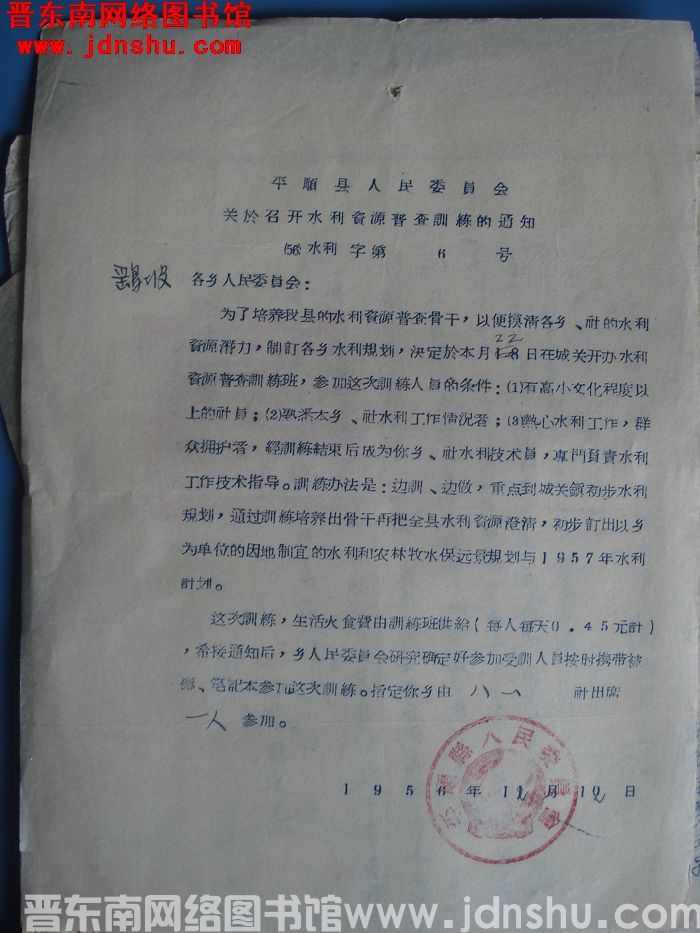 晋东南网络图书馆
www.jdnshu.com
平順县人民委員会
关於召开水利資源普查訓練的通知
(56)水利字第 6 号
各乡人民委員会：
为了培养我县的水利資源普查骨干，以便摸清各乡、社的水利
資源潜力，制訂各乡水利規划，决定於本月22日在城关开办水利
資源普查訓練班，参加这次訓練人員的条件：(1)有高小文化程度以
上的社員；(2)熟悉本乡、社水利工作情况者；(3)热心水利工作，群
众拥护者，經訓練結束后成为你乡、社水利技术員，專門負責水利
工作技术指导。訓練办法是：边訓、边做，重点到城关鎮初步水利
規划，通过訓練培养出骨干再把全县水利資源澄清，初步訂出以乡
为单位的因地制宜的水利和农林牧水保远景規划与1957年水利
計划。
这次訓練，生活火食費由訓練班供給(每人每天0.45元計)
，希接通知后，乡人民委員会研究确定好参加受訓人員按时携带被
、笔記本参加这次訓練。指定你乡由 八一 社出席
一人 参加。
1956年12月12日
平順縣人民委員會
晋东南网络图书馆www.jdnshu.com